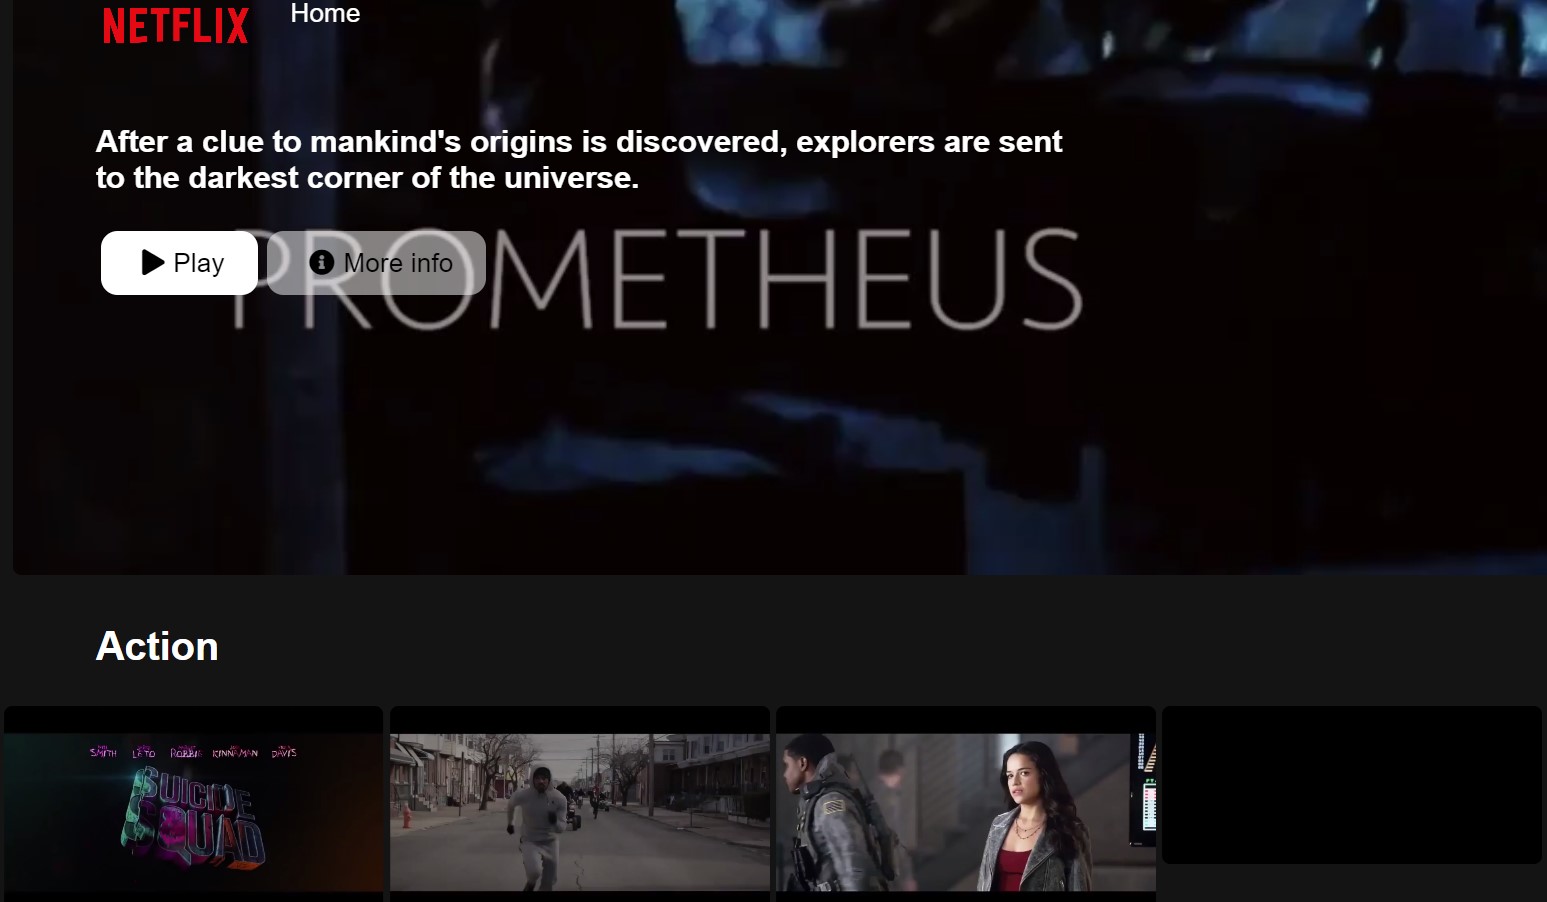 NETFLIX
Home
After a clue to mankind's origins is discovered, explorers are sent
to the darkest corner of the universe.
Play
More info
PROMETHEUS
Action
SMITH LETO ROBBIE KINNAMAN DAVIS
SUICIDE
SQUAD